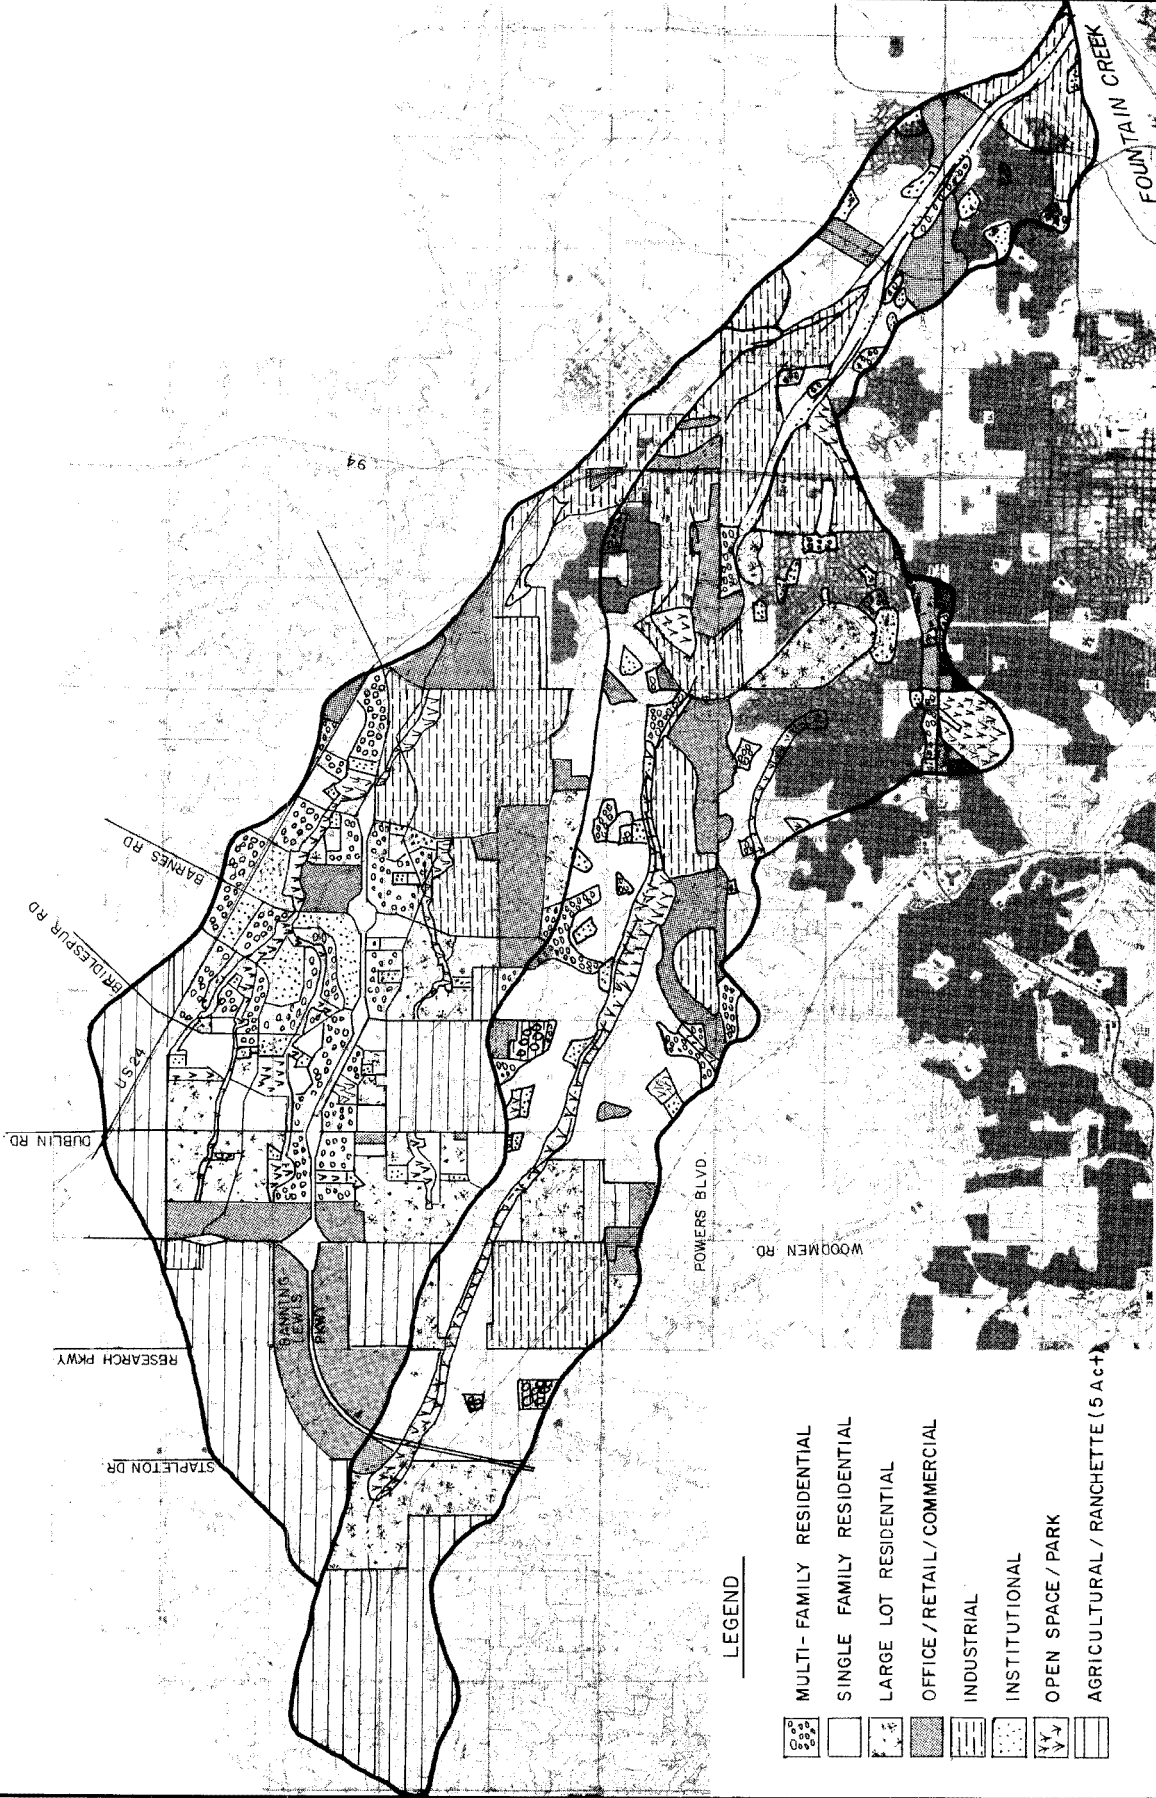 FOUNTAIN CREEK
94
BARNES RD
BRIDLESPUR RD
US 24
DUBLIN RD
BANNING
LEWIS
PKWY
RESEARCH PKWY
STAPLETON DR.
POWERS BLVD.
WOODMEN RD.
LEGEND
MULTI-FAMILY RESIDENTIAL
SINGLE FAMILY RESIDENTIAL
LARGE LOT RESIDENTIAL
OFFICE/RETAIL/COMMERCIAL
INDUSTRIAL
INSTITUTIONAL
OPEN SPACE/PARK
AGRICULTURAL/RANCHETTE (5 Ac+)